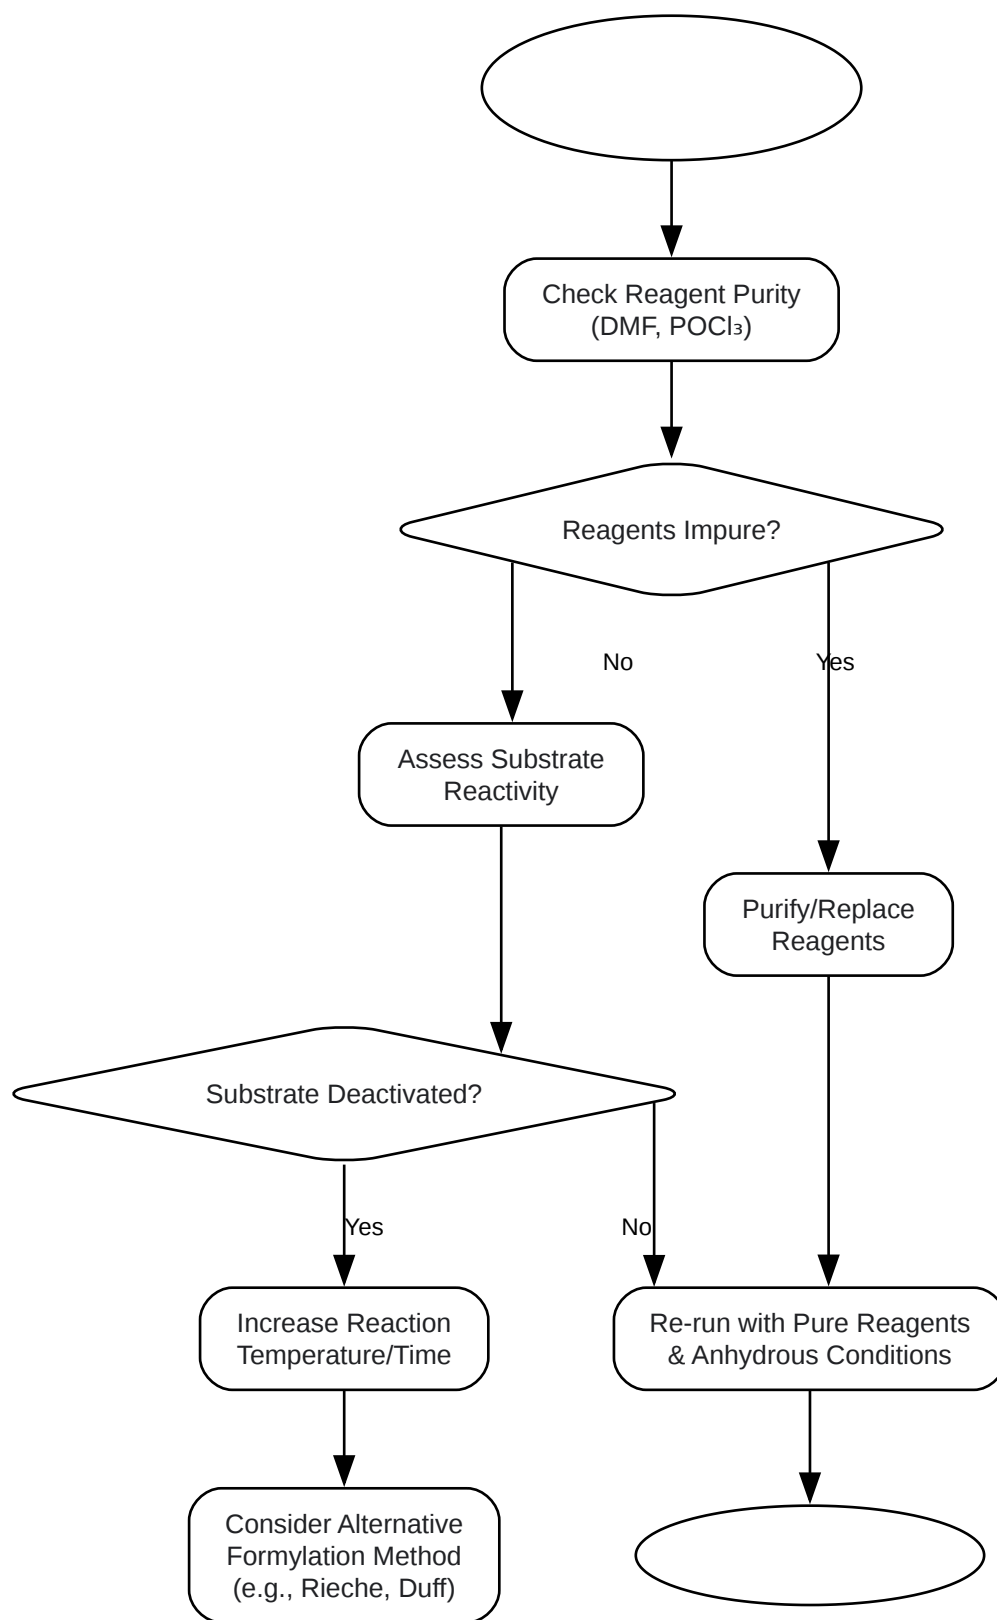 Check Reagent Purity
(DMF, POCl₃)
Reagents Impure?
No
Yes
Assess Substrate
Reactivity
Purify/Replace
Reagents
Substrate Deactivated?
Yes
No
Increase Reaction
Temperature/Time
Re-run with Pure Reagents
& Anhydrous Conditions
Consider Alternative
Formylation Method
(e.g., Rieche, Duff)